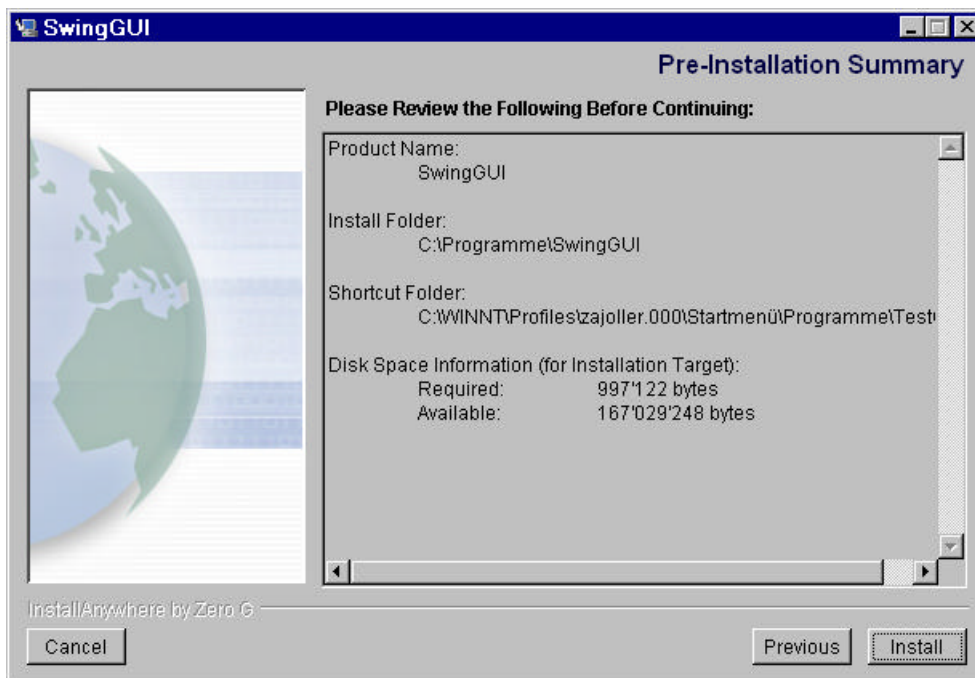 SwingGUI
Pre-Installation Summary
Please Review the Following Before Continuing:
Product Name:
SwingGUI
Install Folder:
C:\Programme\SwingGUI
Shortcut Folder:
C:\WINNT\Profiles\zajoller.000\Startmenü\Programme\Test
Disk Space Information (for Installation Target):
Required: 997'122 bytes
Available: 167'029'248 bytes
InstallAnywhere by Zero G
Cancel
Previous
Install